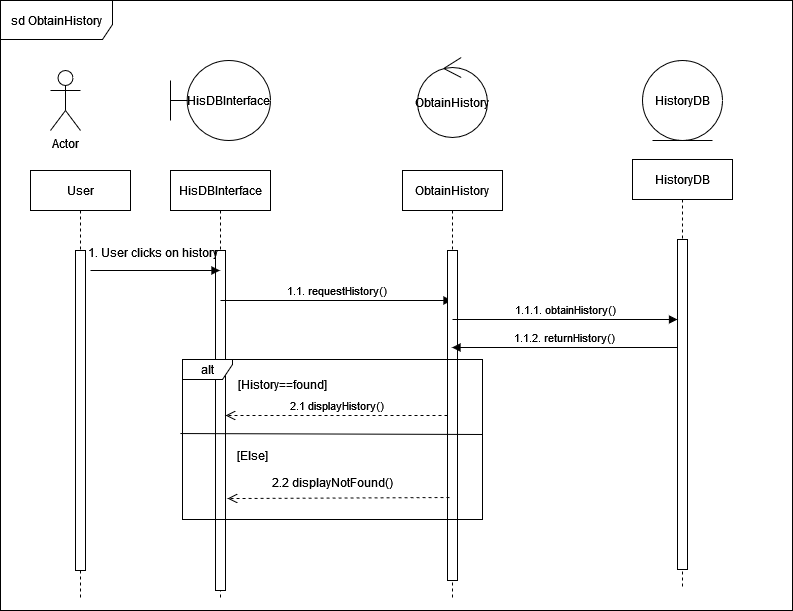 sd ObtainHistory
HisDBInterface
ObtainHistory
HistoryDB
Actor
User
HisDBInterface
ObtainHistory
HistoryDB
1. User clicks on history
1.1. requestHistory()
1.1.1. obtainHistory()
1.1.2. returnHistory()
alt
[History==found]
2.1 displayHistory()
[Else]
2.2 displayNotFound()